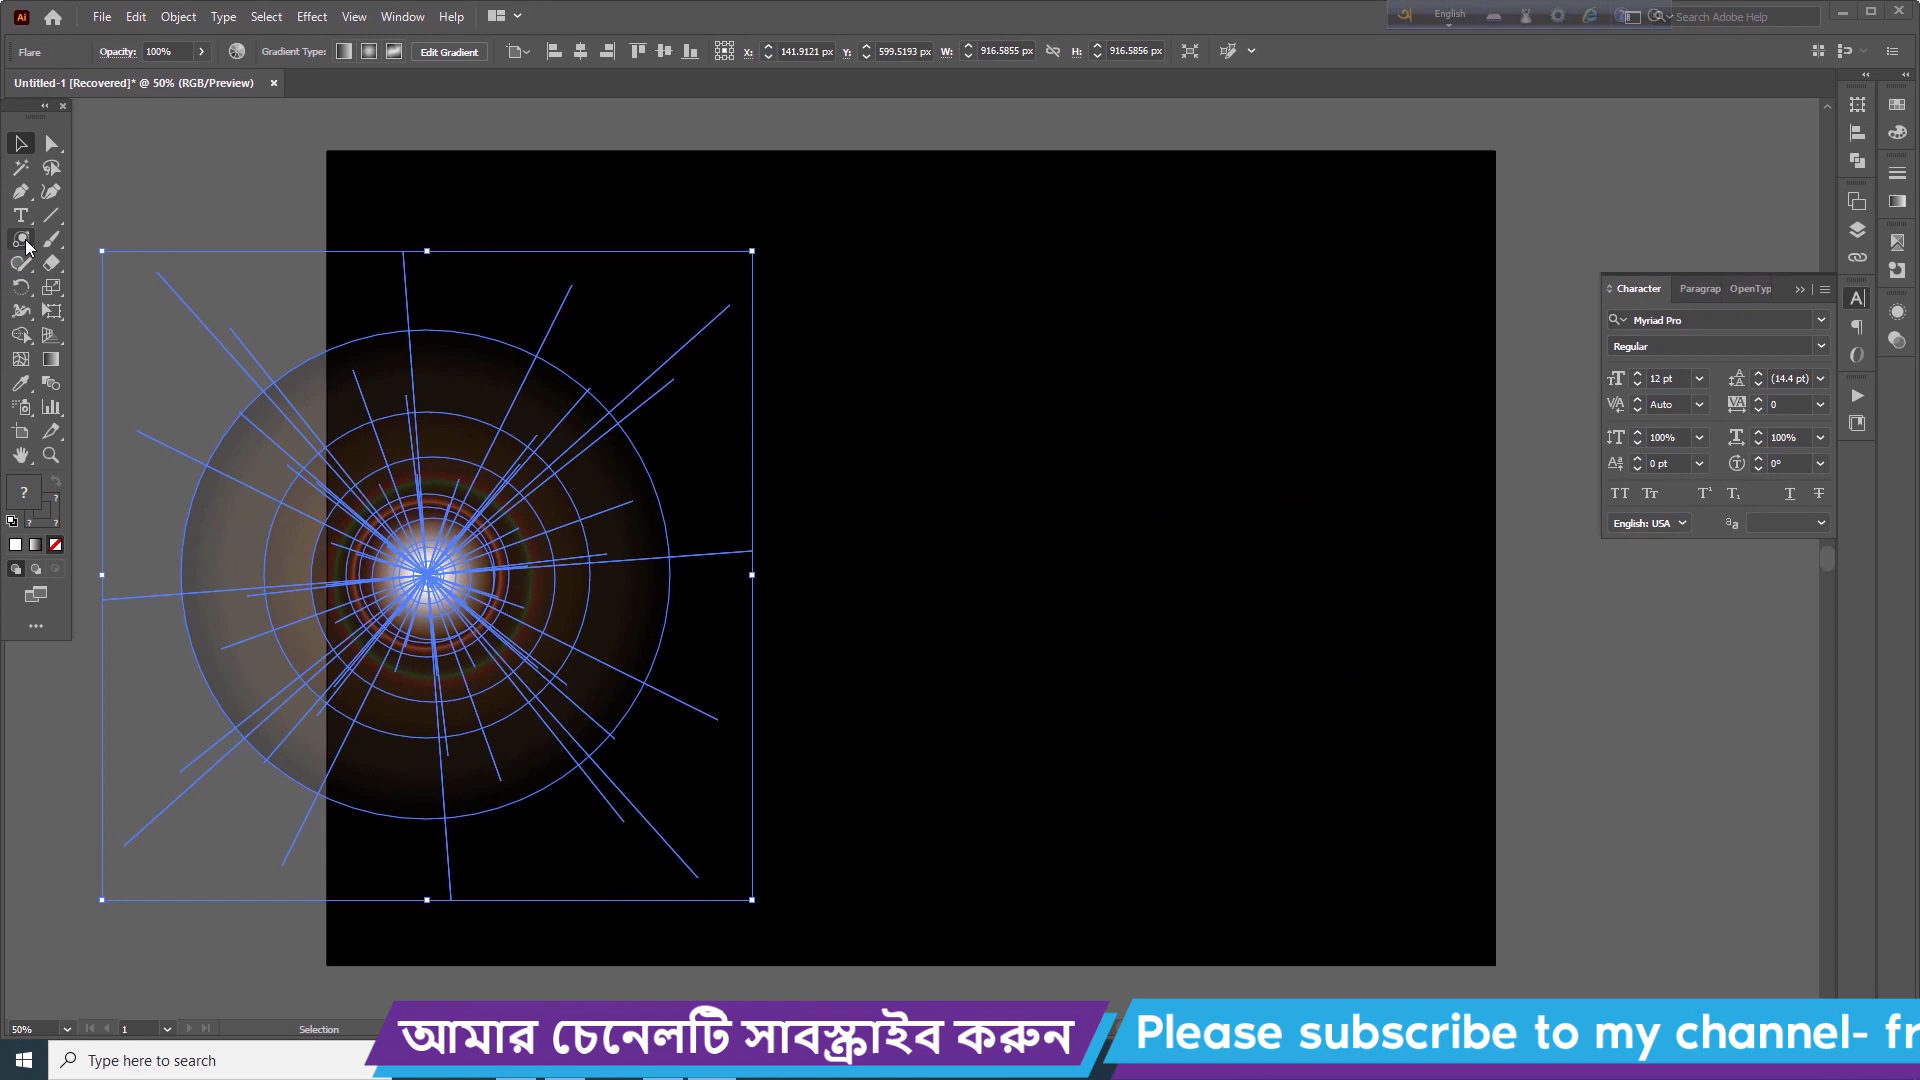 Ai File Edit Object Type Select Effect View Window Help
English
Search Adobe Help
Flare Opacity: 100% Gradient Type: Edit Gradient X: 141.9121 px Y: 599.5193 px W: 916.5855 px H: 916.5856 px
Untitled-1 [Recovered]* @ 50% (RGB/Preview)
Character Paragrap OpenTyp
Myriad Pro
Regular
12 pt (14.4 pt)
Auto 0
100% 100%
0 pt 0°
English: USA
50% 1 Selection
Type here to search
আমার চেনেলটি সাবস্ক্রাইব করুন
Please subscribe to my channel- fr